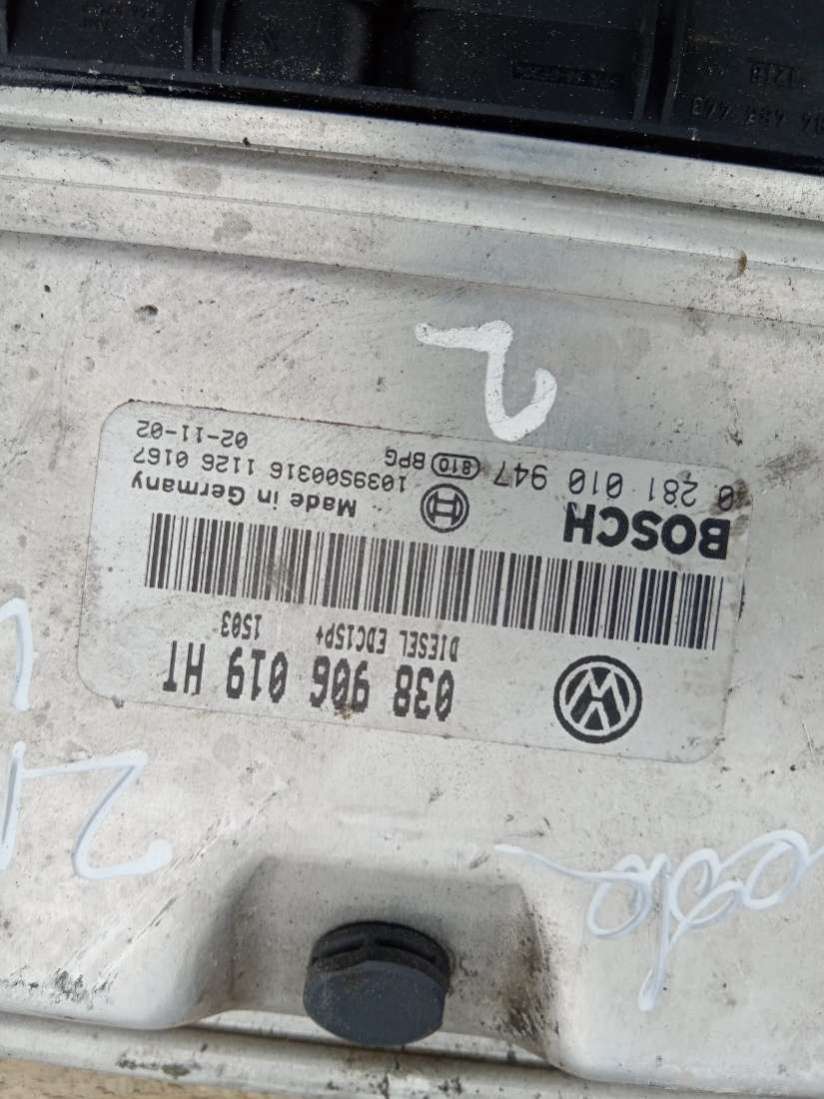 038 906 019 HT
DIESEL EDC15P+ 1503
BOSCH
Made in Germany
0 281 010 947
810 BPG
1039S00316 1126 0167
02-11-02
2
1218